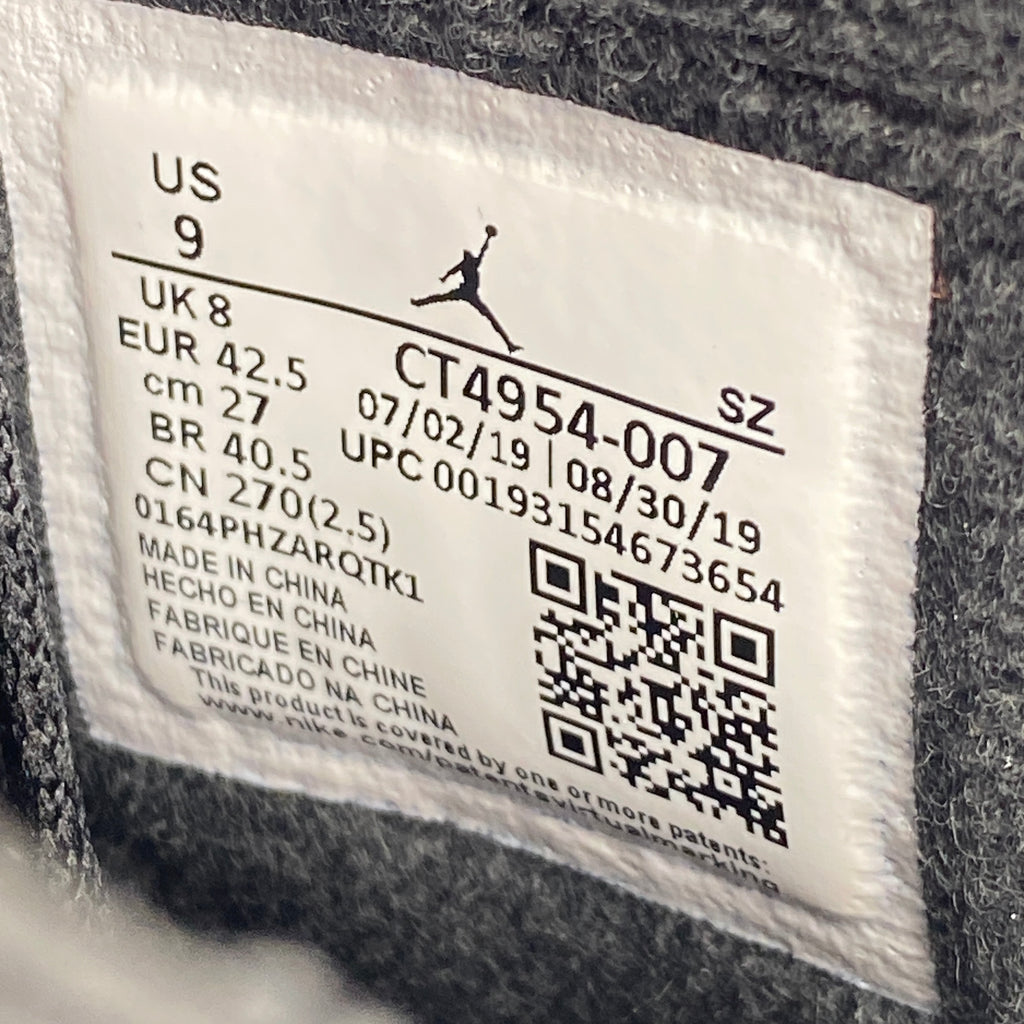 US
9
SZ
UK 8
EUR 42.5
cm 27
BR 40.5
CN 270(2.5)
CT4954-007
07/02/19 | 08/30/19
UPC 00193154673654
0164PHZARQTK1
MADE IN CHINA
HECHO EN CHINA
FABRIQUE EN CHINE
FABRICADO NA CHINA
This product is covered by one or more patents:
www.nike.com/patentsvirtualmarking